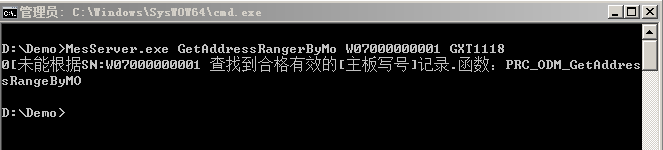 管理员: C:\Windows\SysWOW64\cmd.exe
D:\Demo>MesServer.exe GetAddressRangerByMo W07000000001 GXT1118
0[未能根据SN:W07000000001 查找到合格有效的[主板写号]记录.函数: PRC_ODM_GetAddres
sRangeByMO
D:\Demo>